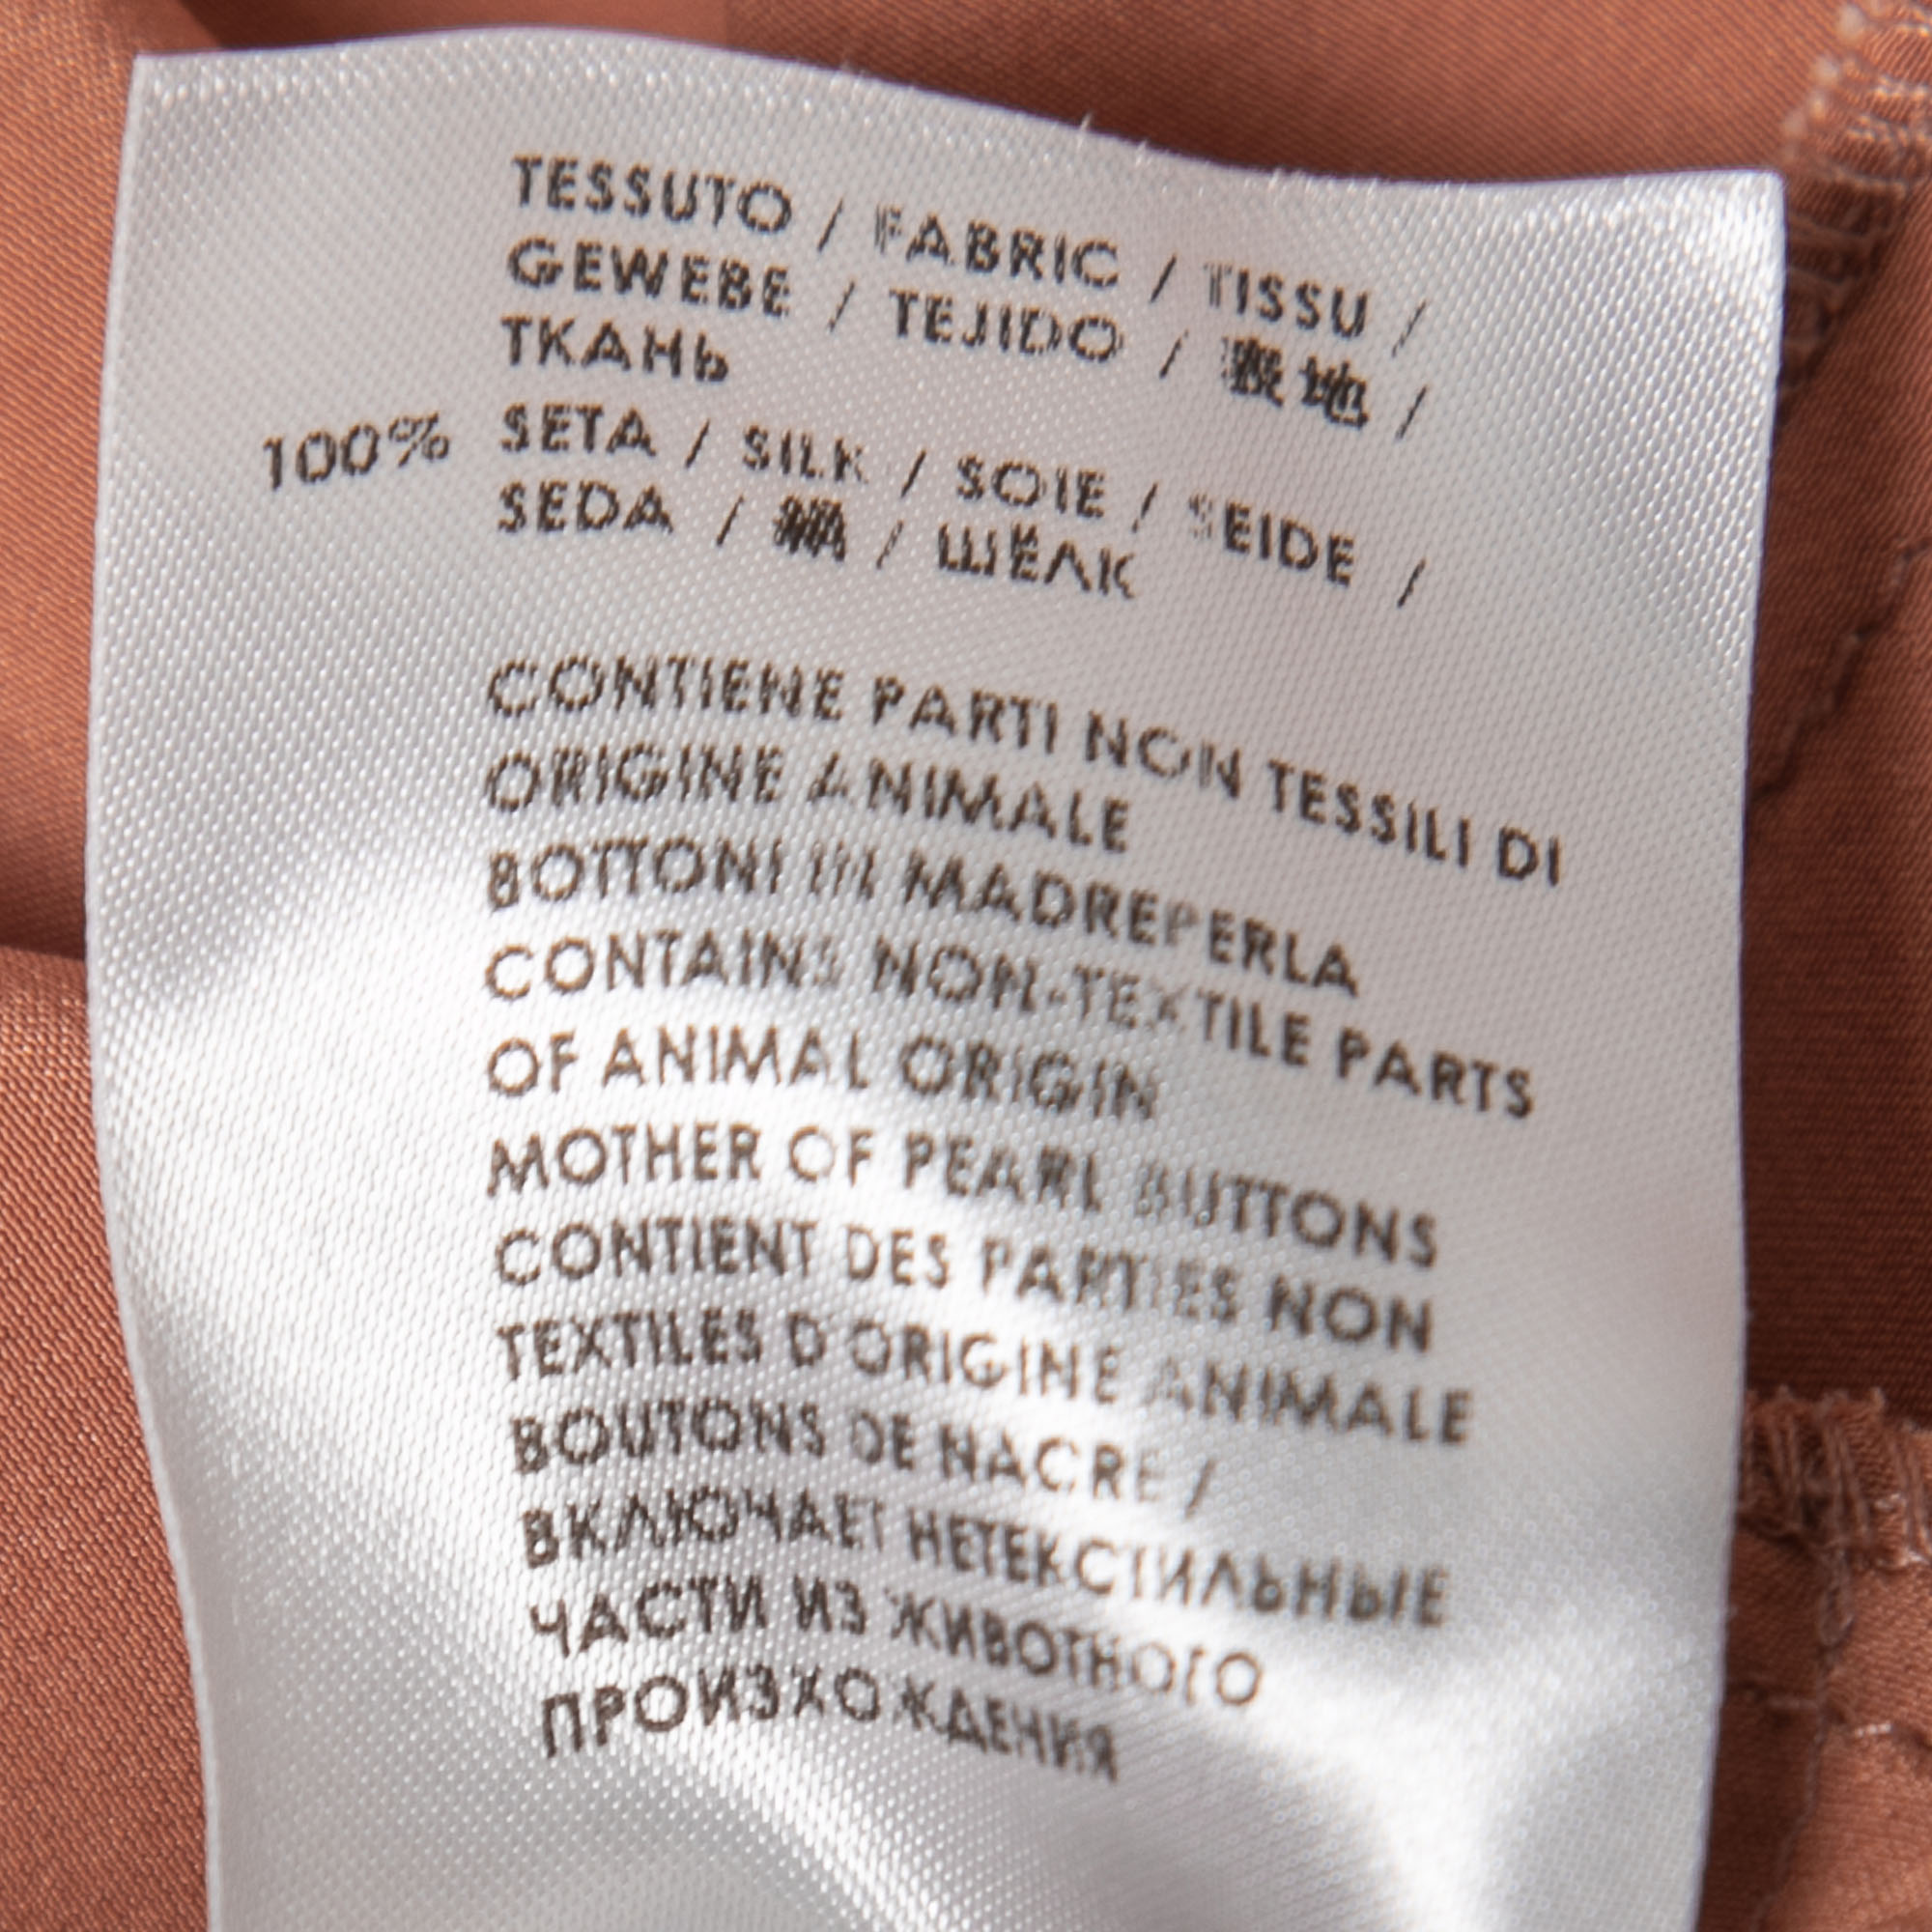 TESSUTO / FABRIC / TISSU /
GEWEBE / TEJIDO / 表地 /
ТКАНЬ
100% SETA / SILK / SOIE / SEIDE /
SEDA / 絹 / ШЁЛК
CONTIENE PARTI NON TESSILI DI
ORIGINE ANIMALE
BOTTONI IN MADREPERLA
CONTAINS NON-TEXTILE PARTS
OF ANIMAL ORIGIN
MOTHER OF PEARL BUTTONS
CONTIENT DES PARTIES NON
TEXTILES D'ORIGINE ANIMALE
BOUTONS DE NACRE /
ВКЛЮЧАЕТ НЕТЕКСТИЛЬНЫЕ
ЧАСТИ ИЗ ЖИВОТНОГО
ПРОИЗХОЖДЕНИЯ